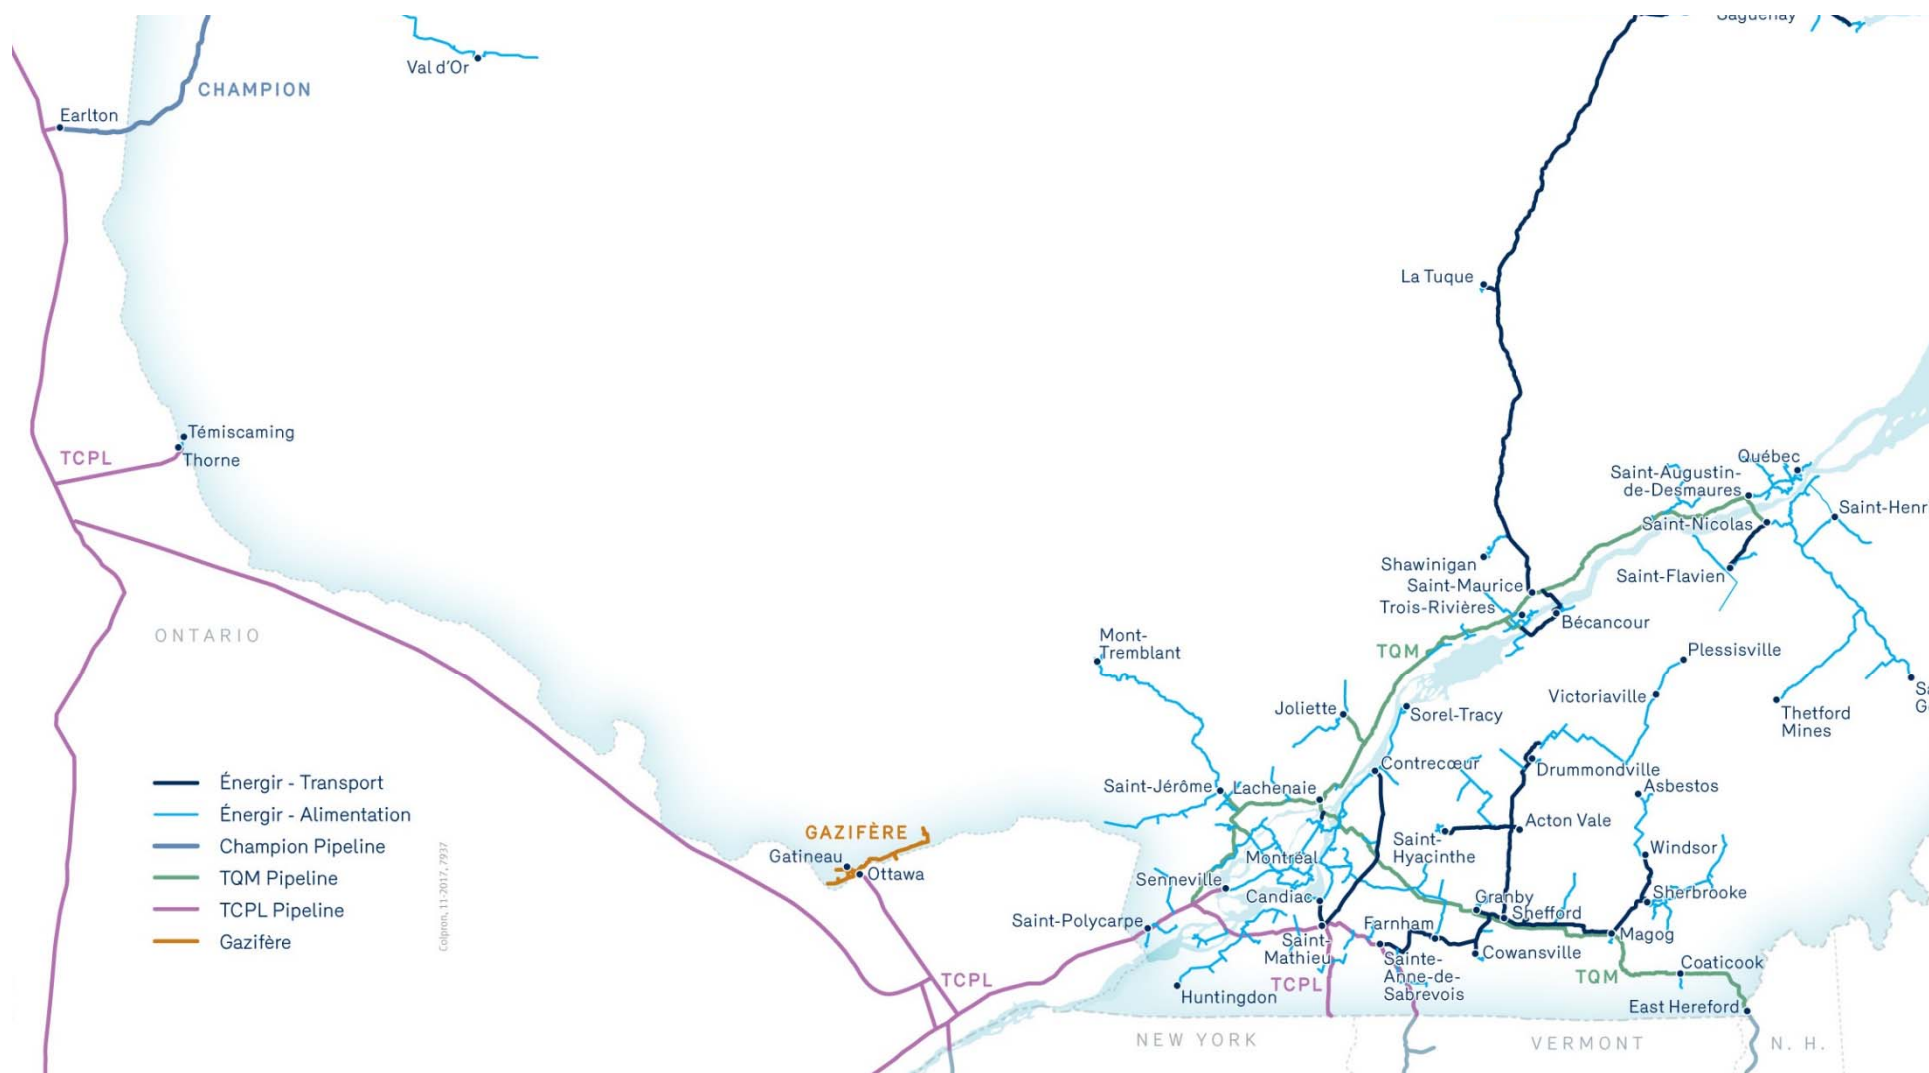 Saguenay
Val d'Or
CHAMPION
Earlton
La Tuque
Témiscaming
TCPL
Thorne
Québec
Saint-Augustin-
de-Desmaures
Saint-Henr
Saint-Nicolas
Shawinigan
Saint-Flavien
Saint-Maurice
Trois-Rivières
Bécancour
ONTARIO
Mont-
Tremblant
TQM
Plessisville
Victoriaville
Joliette
Sorel-Tracy
Thetford
Mines
Sa
G
Contrecœur
Drummondville
Saint-Jérôme
Lachenaie
Asbestos
Énergir - Transport
Énergir - Alimentation
Champion Pipeline
TQM Pipeline
TCPL Pipeline
Gazifère
Colpron, 11-2017, 7937
GAZIFÈRE
Gatineau
Ottawa
Acton Vale
Saint-
Hyacinthe
Windsor
Montréal
Senneville
Candiac
Granby
Sherbrooke
Shefford
Saint-Polycarpe
Farnham
Magog
Saint-
Mathieu
Cowansville
Sainte-
Anne-de-
Sabrevois
TCPL
TCPL
TQM
Coaticook
Huntingdon
East Hereford
NEW YORK
VERMONT
N. H.